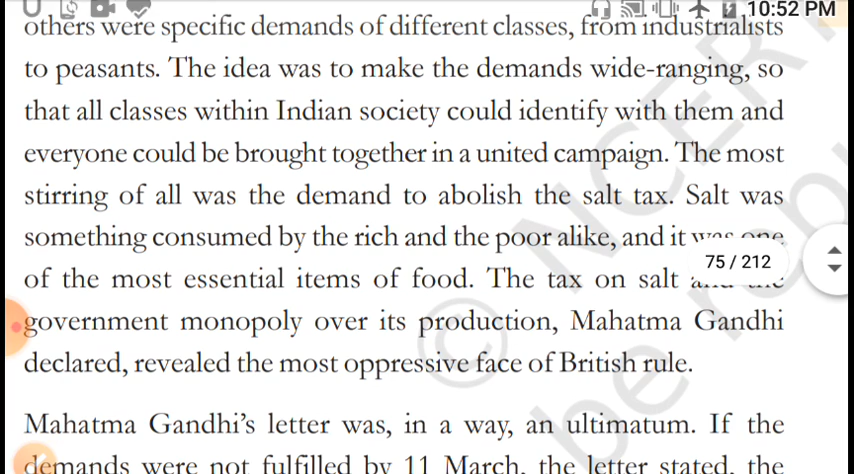 10:52 PM
others were specific demands of different classes, from industrialists
to peasants. The idea was to make the demands wide-ranging, so
that all classes within Indian society could identify with them and
everyone could be brought together in a united campaign. The most
stirring of all was the demand to abolish the salt tax. Salt was
something consumed by the rich and the poor alike, and it was one
75 / 212
of the most essential items of food. The tax on salt
government monopoly over its production, Mahatma Gandhi
declared, revealed the most oppressive face of British rule.
Mahatma Gandhi's letter was, in a way, an ultimatum. If the
demands were not fulfilled by 11 March, the letter stated, the
© NCERT
be